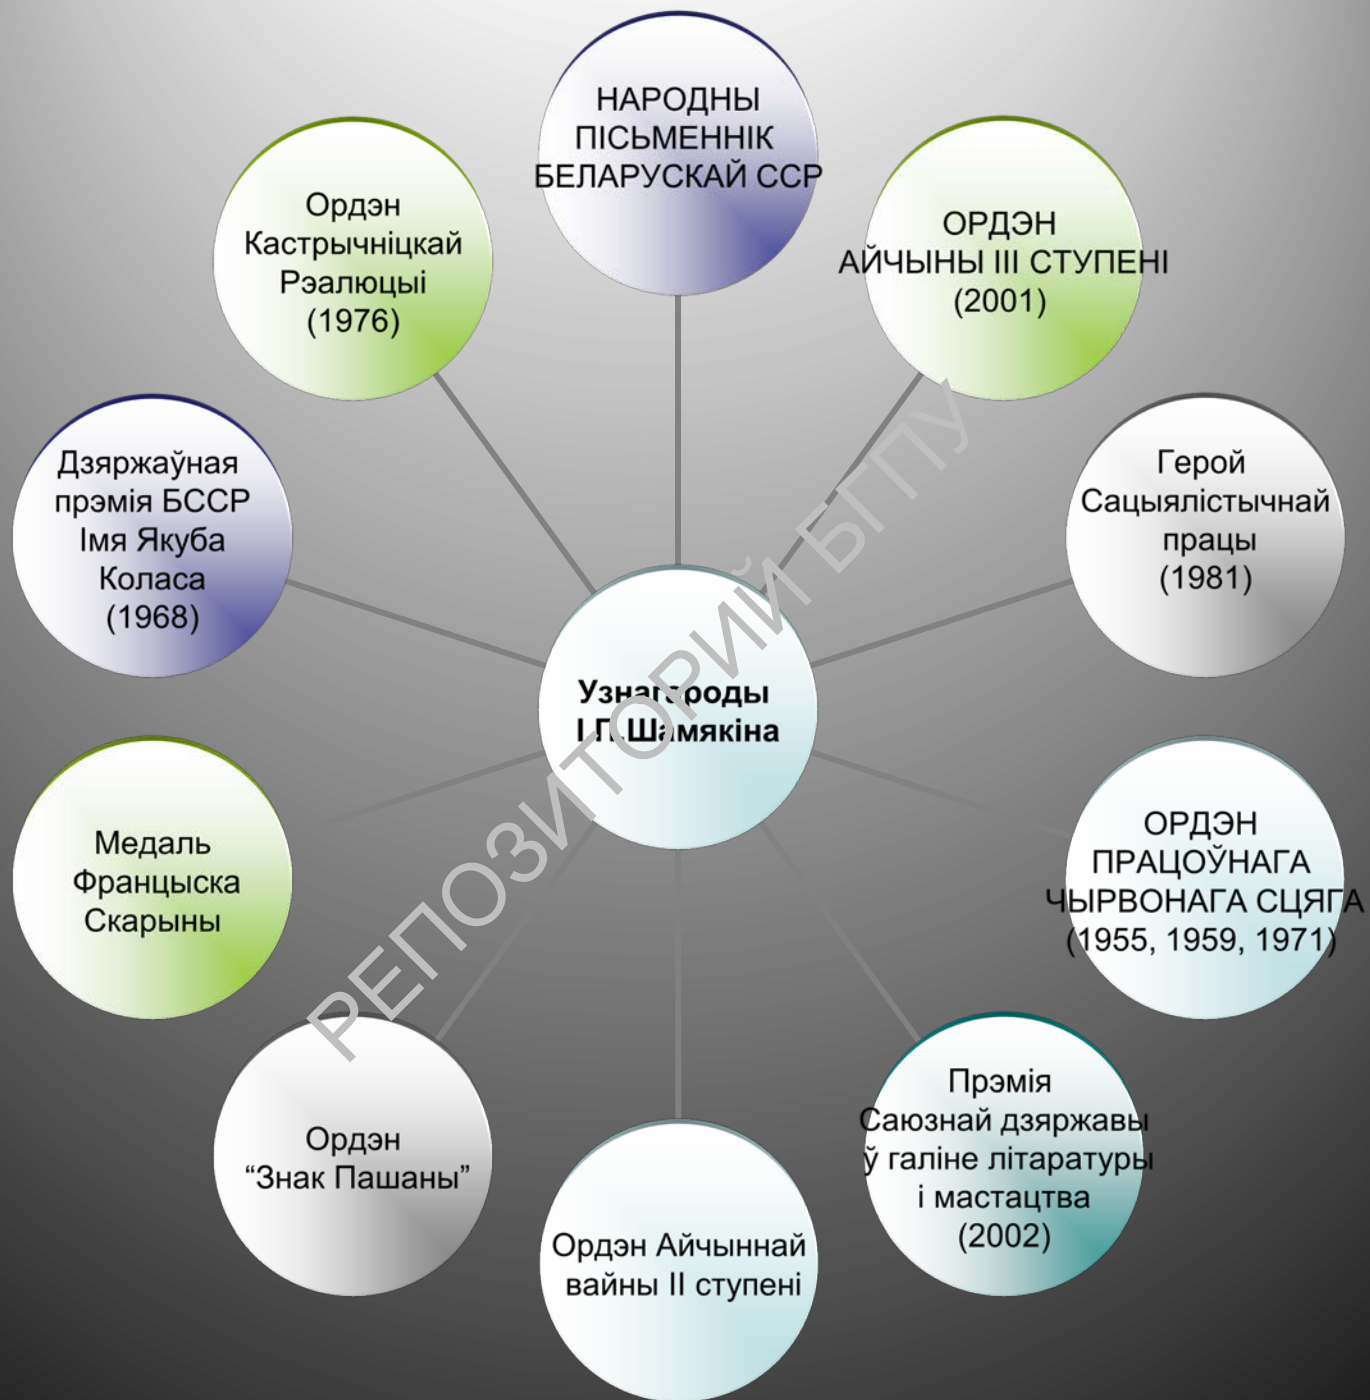 НАРОДНЫ
ПІСЬМЕННІК
БЕЛАРУСКАЙ ССР
ОРДЭН
АЙЧЫНЫ III СТУПЕНІ
(2001)
Герой
Сацыялістычнай
працы
(1981)
ОРДЭН
ПРАЦОЎНАГА
ЧЫРВОНАГА СЦЯГА
(1955, 1959, 1971)
Прэмія
Саюзнай дзяржавы
ў галіне літаратуры
і мастацтва
(2002)
Ордэн Айчыннай
вайны II ступені
Ордэн
“Знак Пашаны”
Медаль
Францыска
Скарыны
Дзяржаўная
прэмія БССР
Імя Якуба
Коласа
(1968)
Ордэн
Кастрычніцкай
Рэалюцыі
(1976)
Узнагароды
І.П.Шамякіна
РЕПОЗИТОРИЙ БГПУ